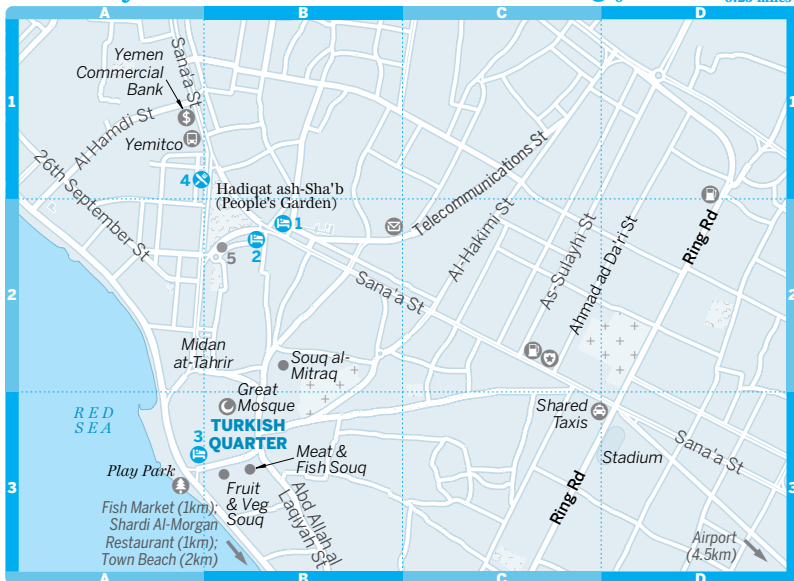 A
B
C
D
1
1
2
2
3
3
A
B
C
D
Yemen
Commercial
Bank
Sana'a St
$
Al Hamdi St
Yemitco
26th September St
4
Hadiqat ash-Sha'b
(People's Garden)
1
2
5
Telecommunications St
Al-Hakimi St
As-Sulayhi St
Ahmad ad Da'ri St
Ring Rd
Sana'a St
Midan
at-Tahrir
Souq al-
Mitraq
Great
Mosque
RED
SEA
TURKISH
QUARTER
3
Play Park
Meat &
Fish Souq
Fruit
& Veg
Souq
Abd Allah al
Laqiyah St
Fish Market (1km);
Shardi Al-Morgan
Restaurant (1km);
Town Beach (2km)
Shared
Taxis
Stadium
Sana'a St
Ring Rd
Airport
(4.5km)